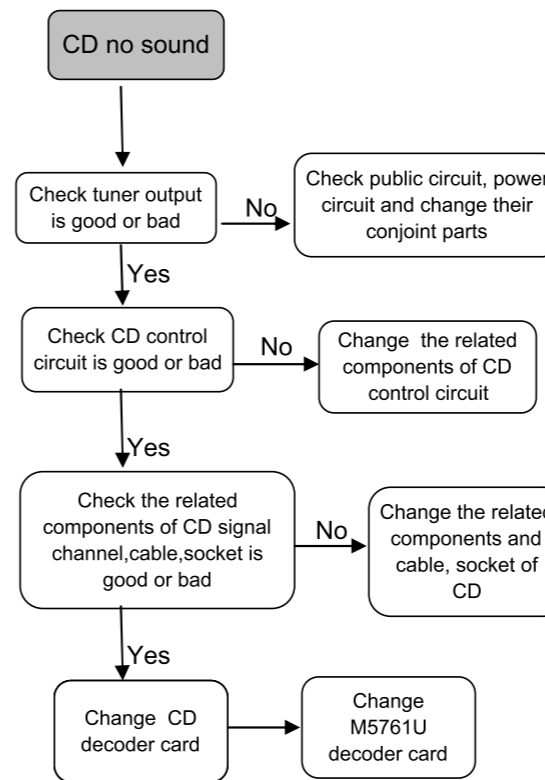 CD no sound
Check tuner output
is good or bad
No
Check public circuit, power
circuit and change their
conjoint parts
Yes
Check CD control
circuit is good or bad
No
Change the related
components of CD
control circuit
Yes
Check the related
components of CD signal
channel,cable,socket is
good or bad
No
Change the related
components and
cable, socket of
CD
Yes
Change CD
decoder card
Change
M5761U
decoder card